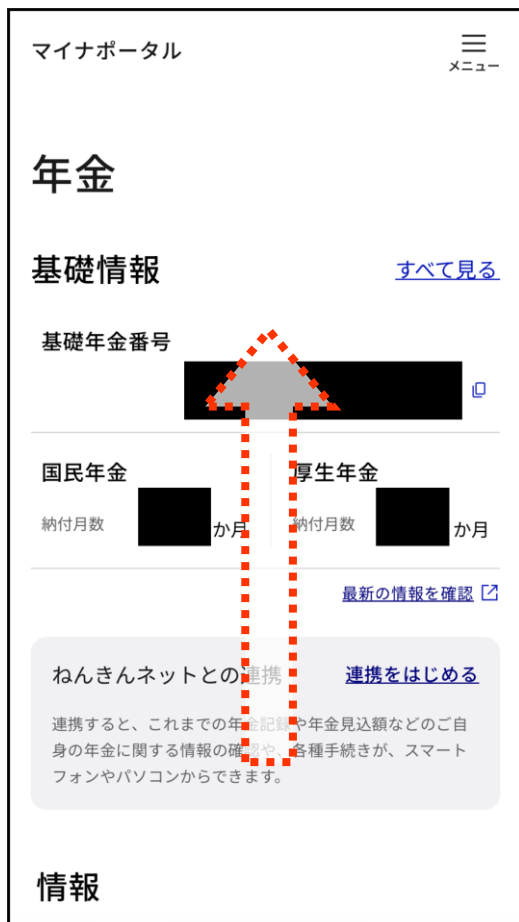 マイナポータル
メニュー
年金
基礎情報
すべて見る
基礎年金番号
国民年金
納付月数
か月
厚生年金
納付月数
か月
最新の情報を確認
ねんきんネットとの連携
連携をはじめる
連携すると、これまでの年金記録や年金見込額などのご自
身の年金に関する情報の確認や、各種手続きが、スマート
フォンやパソコンからできます。
情報